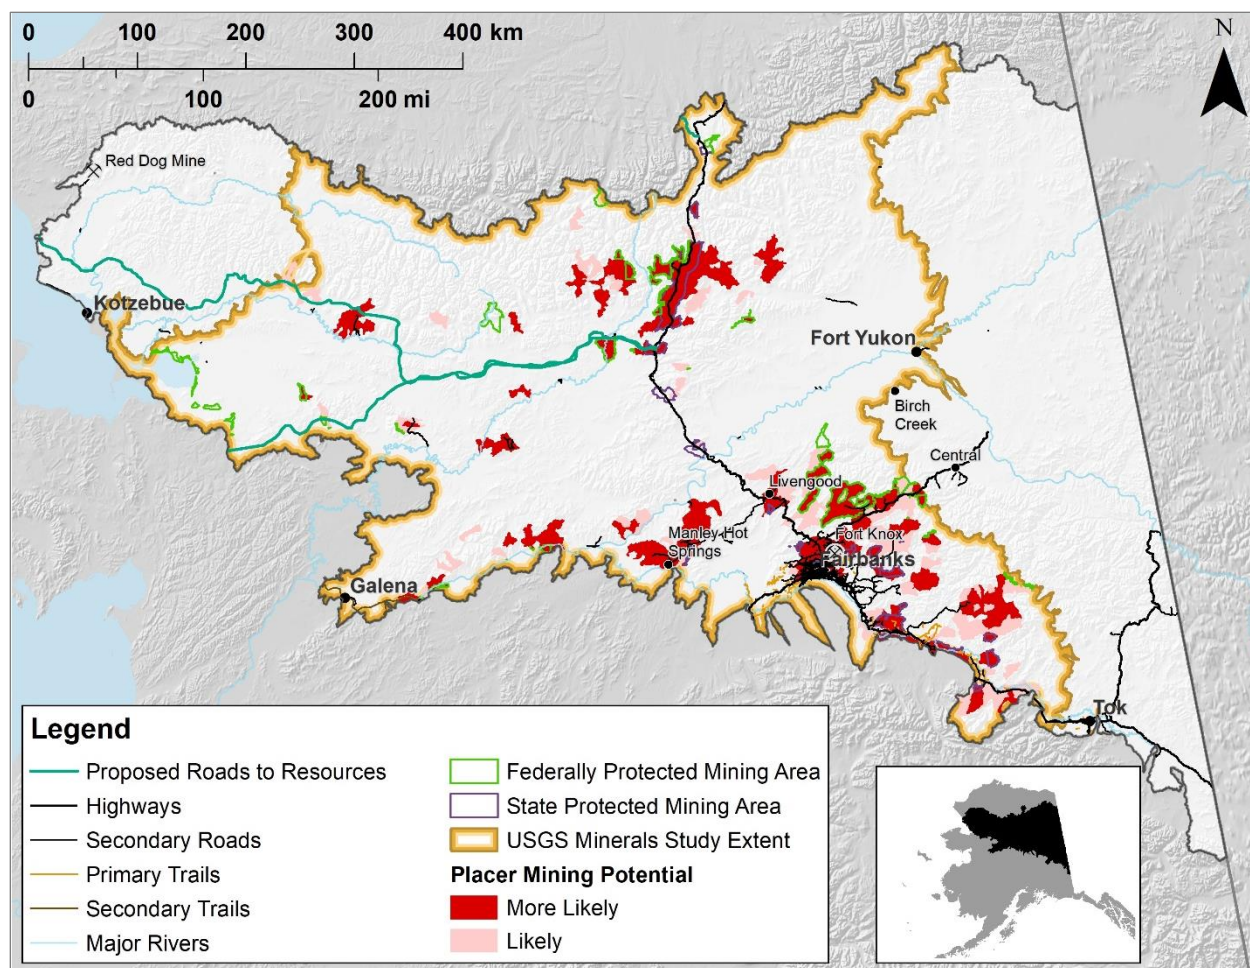 0 100 200 300 400 km
0 100 200 mi
N
Red Dog Mine
Kotzebue
Fort Yukon
Birch
Creek
Central
Livengood
Manley Hot
Springs
Fort Knox
Fairbanks
Galena
Tok
Legend
Proposed Roads to Resources
Highways
Secondary Roads
Primary Trails
Secondary Trails
Major Rivers
Federally Protected Mining Area
State Protected Mining Area
USGS Minerals Study Extent
Placer Mining Potential
More Likely
Likely